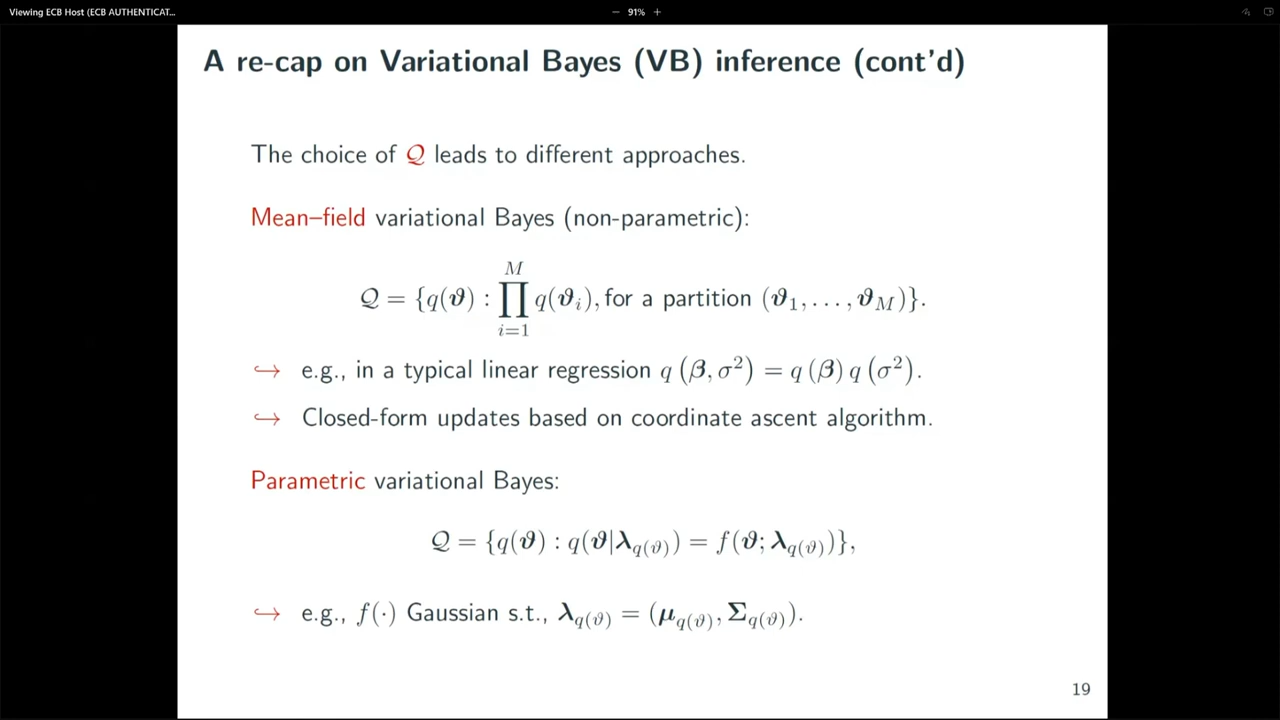 Viewing ECB Host (ECB AUTHENTICAT...
− 91% +
A re-cap on Variational Bayes (VB) inference (cont'd)
The choice of 𝒬 leads to different approaches.
Mean–field variational Bayes (non-parametric):
𝒬 = {q(ϑ) : ∏_{i=1}^{M} q(ϑ_i), for a partition (ϑ_1, . . . , ϑ_M)}.
↪ e.g., in a typical linear regression q (β, σ²) = q (β) q (σ²).
↪ Closed-form updates based on coordinate ascent algorithm.
Parametric variational Bayes:
𝒬 = {q(ϑ) : q(ϑ|λ_{q(ϑ)}) = f(ϑ; λ_{q(ϑ)})},
↪ e.g., f(·) Gaussian s.t., λ_{q(ϑ)} = (μ_{q(ϑ)}, Σ_{q(ϑ)}).
19